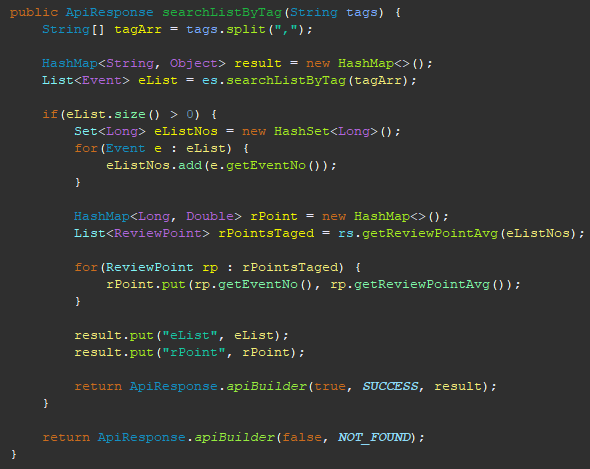 public ApiResponse searchListByTag(String tags) {
    String[] tagArr = tags.split(",");

    HashMap<String, Object> result = new HashMap<>();
    List<Event> eList = es.searchListByTag(tagArr);

    if(eList.size() > 0) {
        Set<Long> eListNos = new HashSet<Long>();
        for(Event e : eList) {
            eListNos.add(e.getEventNo());
        }

        HashMap<Long, Double> rPoint = new HashMap<>();
        List<ReviewPoint> rPointsTaged = rs.getReviewPointAvg(eListNos);

        for(ReviewPoint rp : rPointsTaged) {
            rPoint.put(rp.getEventNo(), rp.getReviewPointAvg());
        }

        result.put("eList", eList);
        result.put("rPoint", rPoint);

        return ApiResponse.apiBuilder(true, SUCCESS, result);
    }

    return ApiResponse.apiBuilder(false, NOT_FOUND);
}